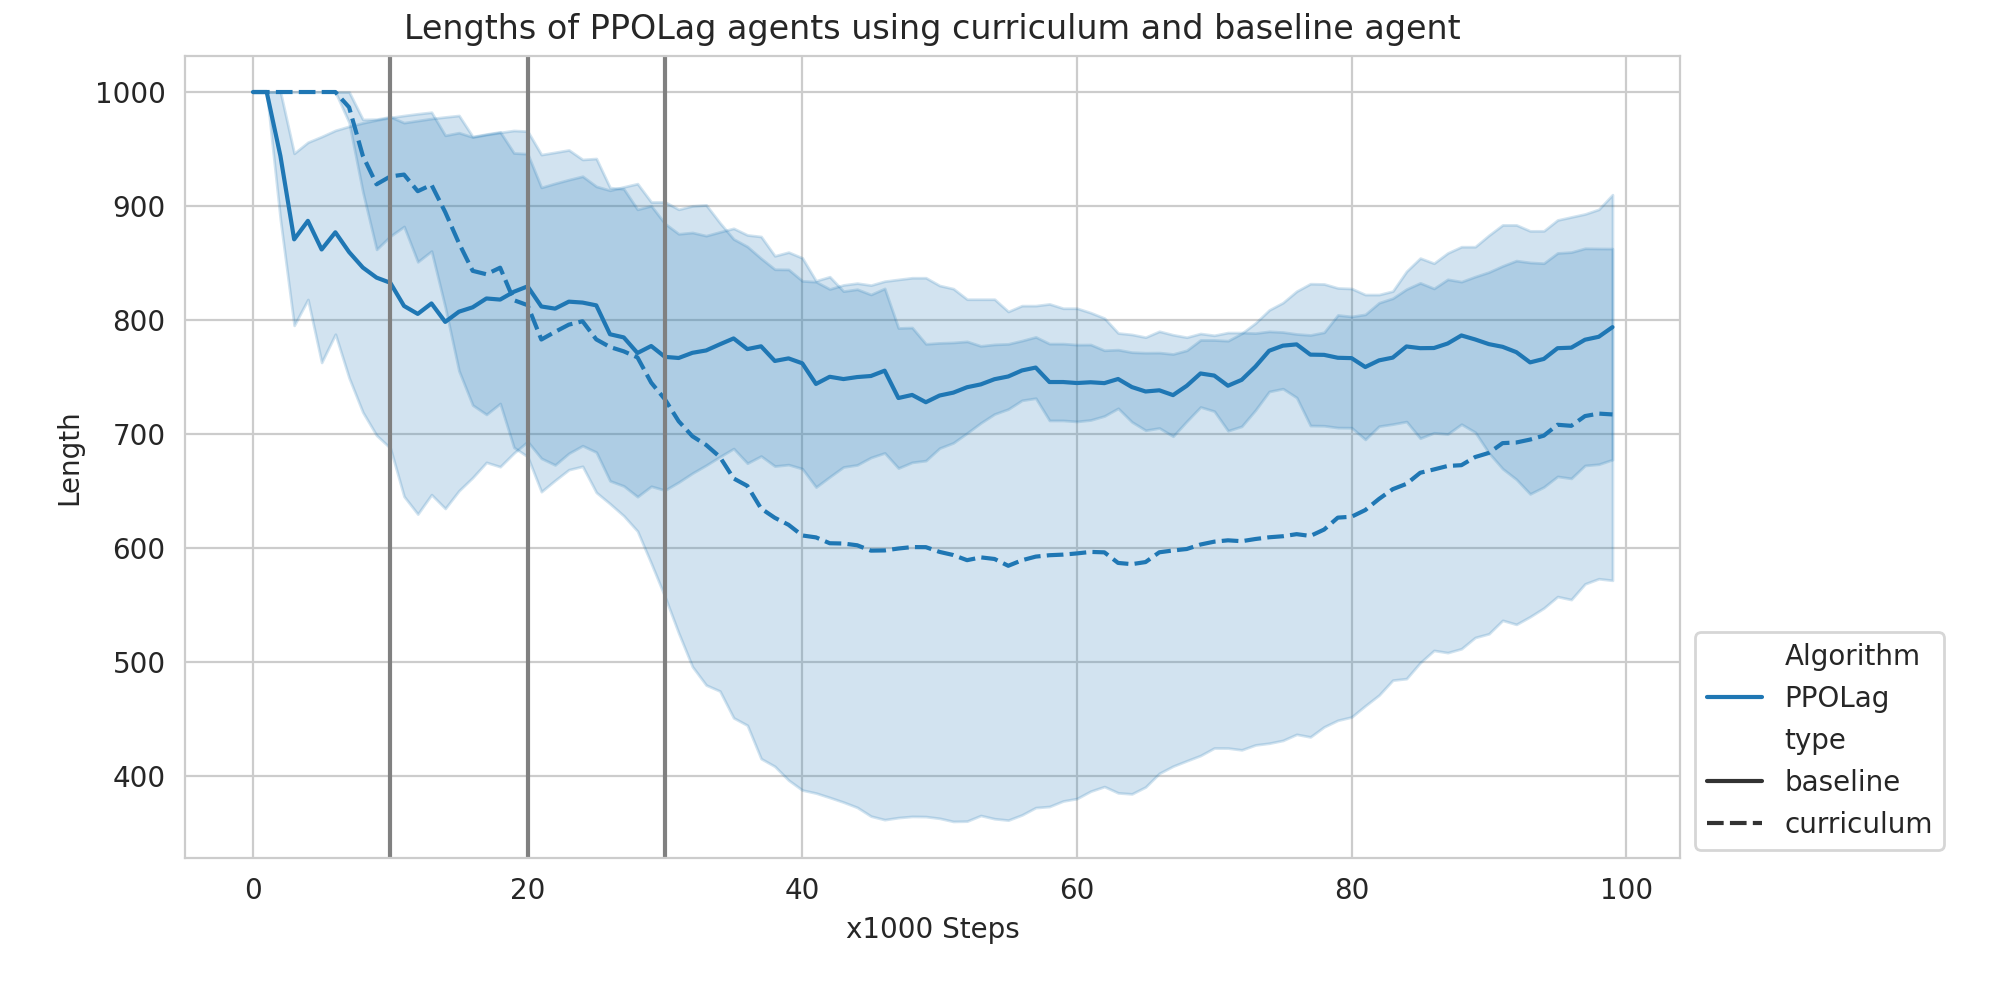 Lengths of PPOLag agents using curriculum and baseline agent
1000
900
800
700
600
500
400
Length
0 20 40 60 80 100
x1000 Steps
Algorithm
PPOLag
type
baseline
curriculum